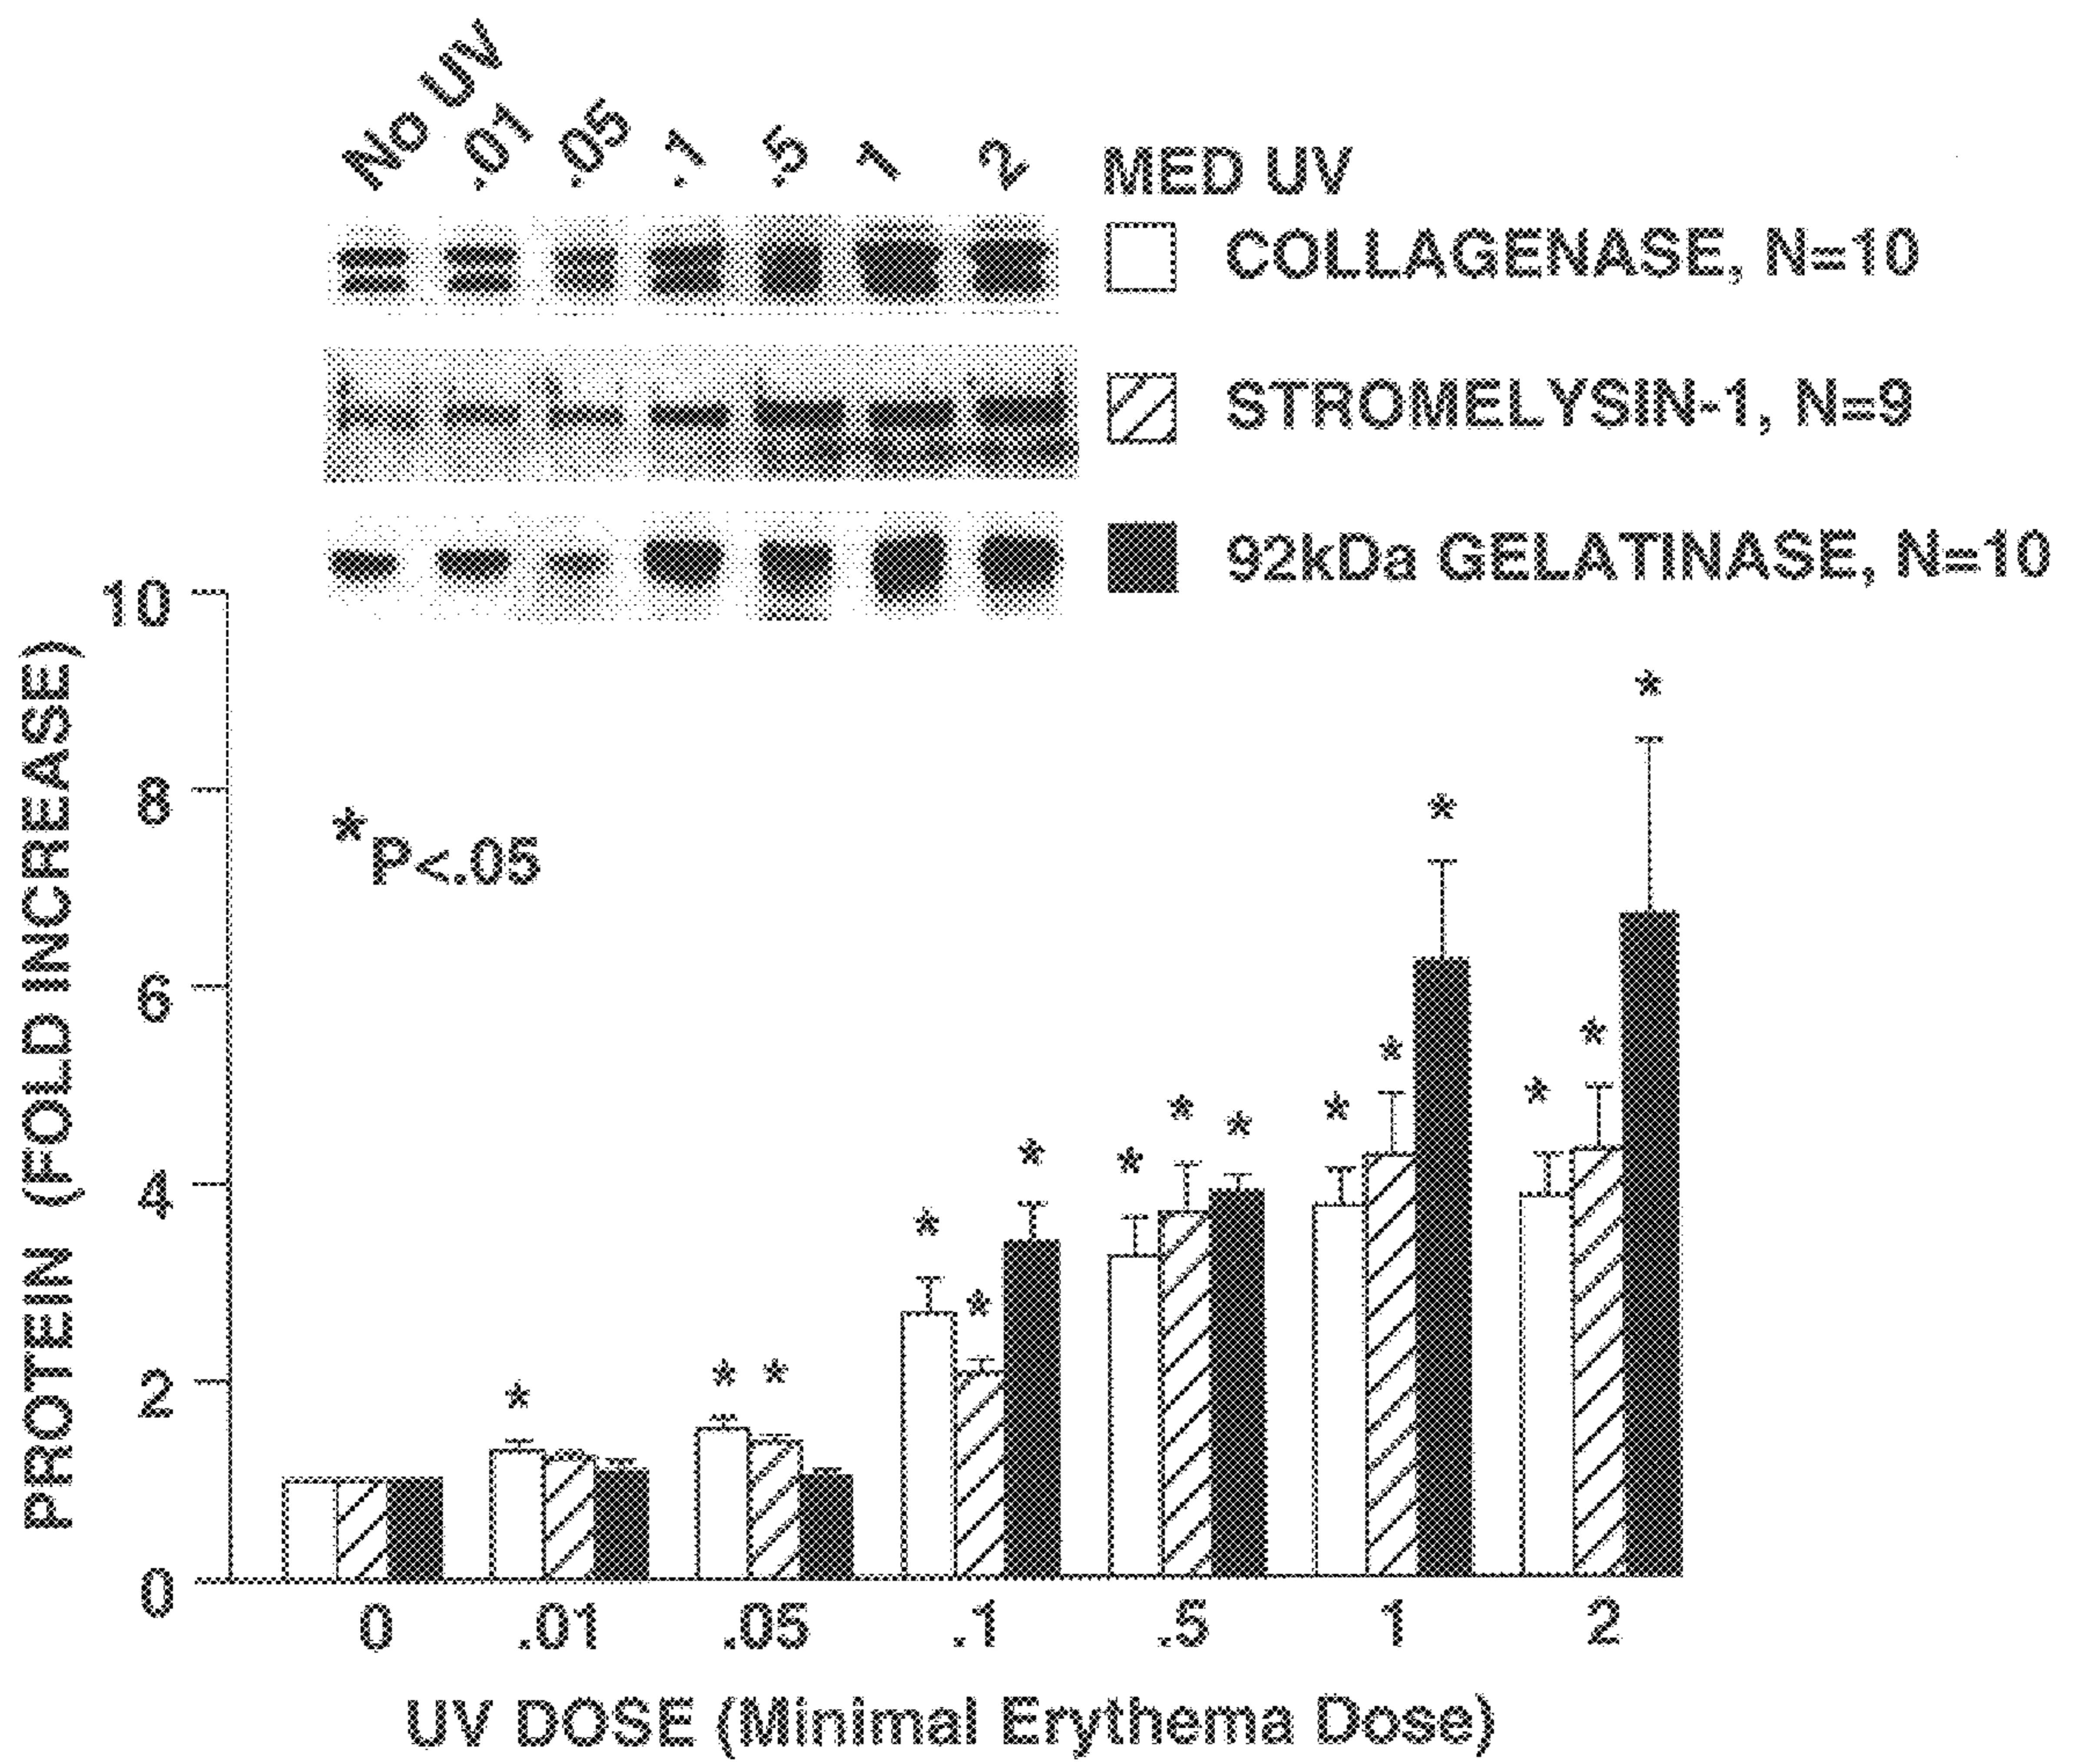 No UV .01 .05 .1 .5 1 2 MED UV
COLLAGENASE, N=10
STROMELYSIN-1, N=9
92kDa GELATINASE, N=10
PROTEIN (FOLD INCREASE)
10
8
6
4
2
0
*P<.05
*
* *
* * *
* * *
* * *
* * *
0 .01 .05 .1 .5 1 2
UV DOSE (Minimal Erythema Dose)